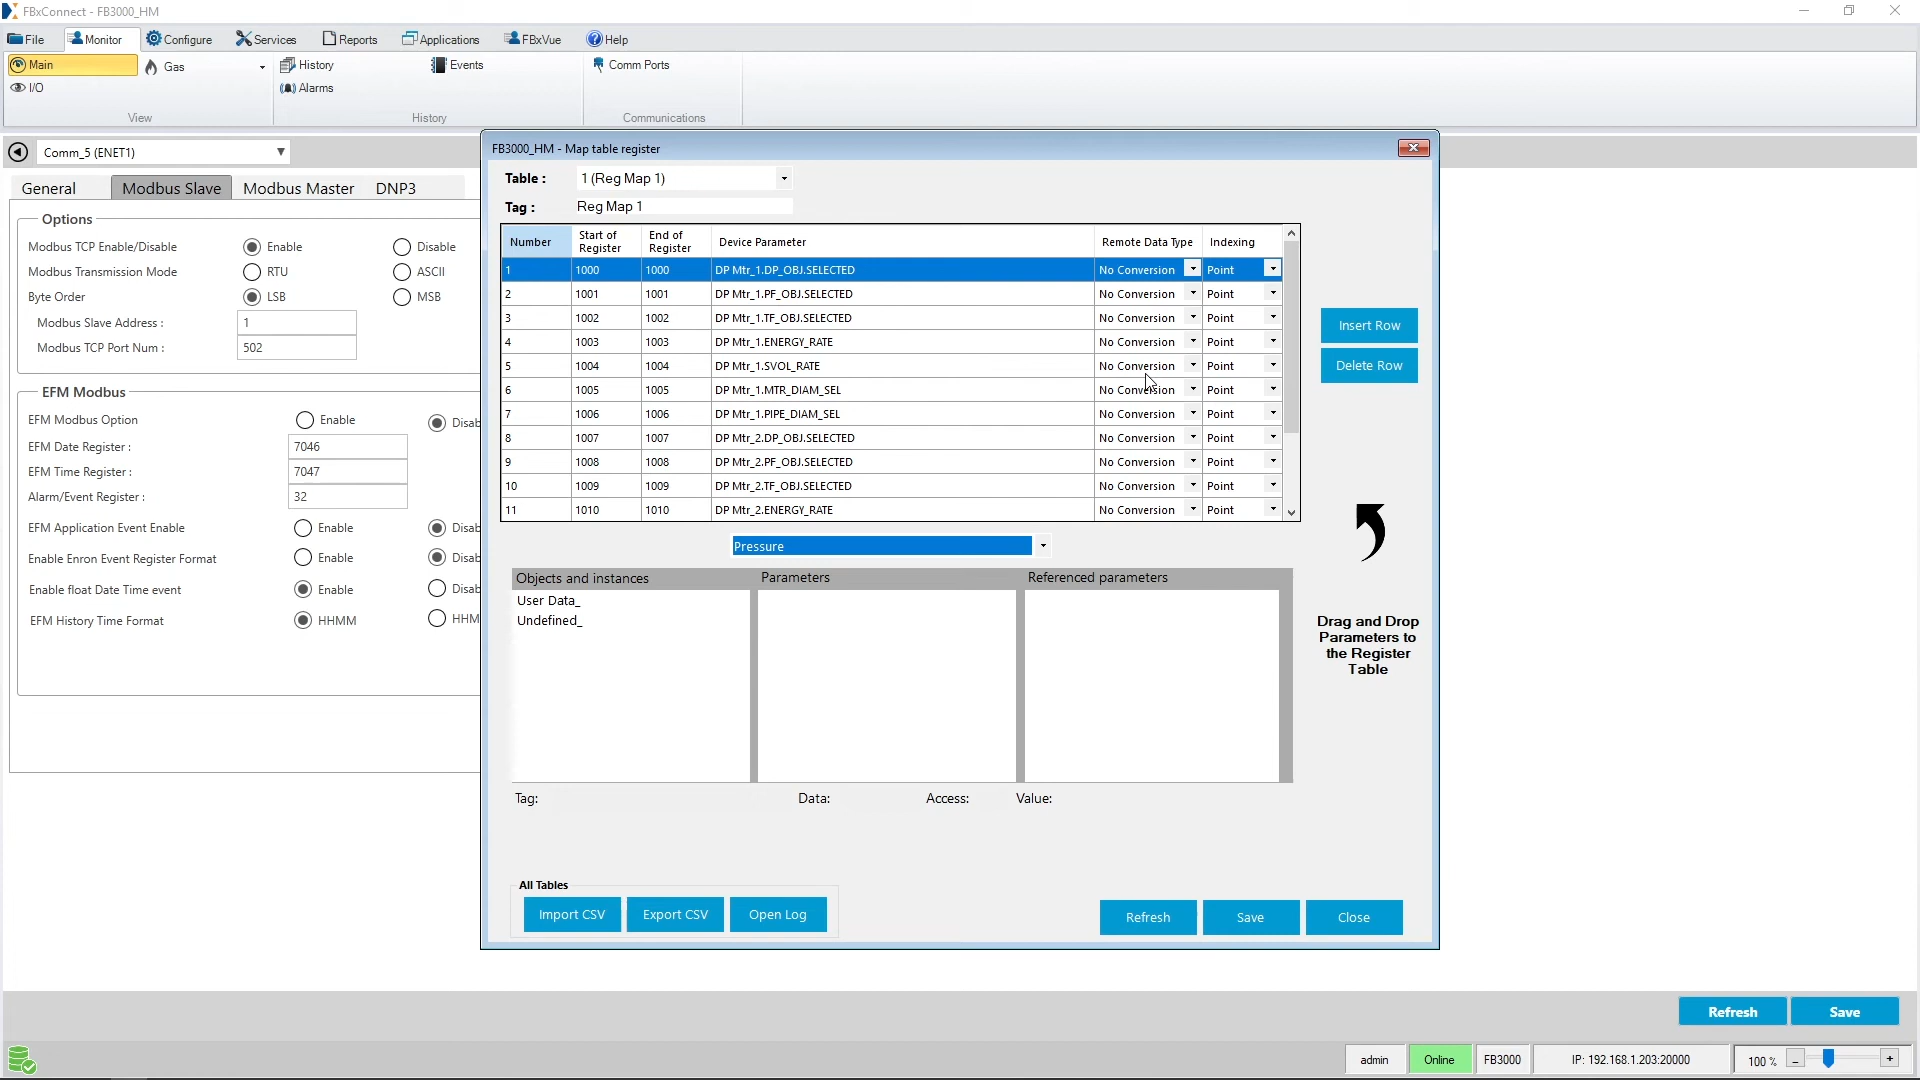 FBxConnect - FB3000_HM
File Monitor Configure Services Reports Applications FBxVue Help
Main Gas History Events Comm Ports
I/O Alarms
View History Communications
Comm_5 (ENET1)
General Modbus Slave Modbus Master DNP3
Options
Modbus TCP Enable/Disable Enable Disable
Modbus Transmission Mode RTU ASCII
Byte Order LSB MSB
Modbus Slave Address : 1
Modbus TCP Port Num : 502
EFM Modbus
EFM Modbus Option Enable Disab
EFM Date Register : 7046
EFM Time Register : 7047
Alarm/Event Register : 32
EFM Application Event Enable Enable Disab
Enable Enron Event Register Format Enable Disab
Enable float Date Time event Enable Disab
EFM History Time Format HHMM HHM
FB3000_HM - Map table register
Table : 1 (Reg Map 1)
Tag : Reg Map 1
Number Start of Register End of Register Device Parameter Remote Data Type Indexing
1 1000 1000 DP Mtr_1.DP_OBJ.SELECTED No Conversion Point
2 1001 1001 DP Mtr_1.PF_OBJ.SELECTED No Conversion Point
3 1002 1002 DP Mtr_1.TF_OBJ.SELECTED No Conversion Point
4 1003 1003 DP Mtr_1.ENERGY_RATE No Conversion Point
5 1004 1004 DP Mtr_1.SVOL_RATE No Conversion Point
6 1005 1005 DP Mtr_1.MTR_DIAM_SEL No Conversion Point
7 1006 1006 DP Mtr_1.PIPE_DIAM_SEL No Conversion Point
8 1007 1007 DP Mtr_2.DP_OBJ.SELECTED No Conversion Point
9 1008 1008 DP Mtr_2.PF_OBJ.SELECTED No Conversion Point
10 1009 1009 DP Mtr_2.TF_OBJ.SELECTED No Conversion Point
11 1010 1010 DP Mtr_2.ENERGY_RATE No Conversion Point
Insert Row
Delete Row
Pressure
Objects and instances Parameters Referenced parameters
User Data_
Undefined_
Drag and Drop
Parameters to
the Register
Table
Tag: Data: Access: Value:
All Tables
Import CSV Export CSV Open Log Refresh Save Close
Refresh Save
admin Online FB3000 IP: 192.168.1.203:20000 100 % - +